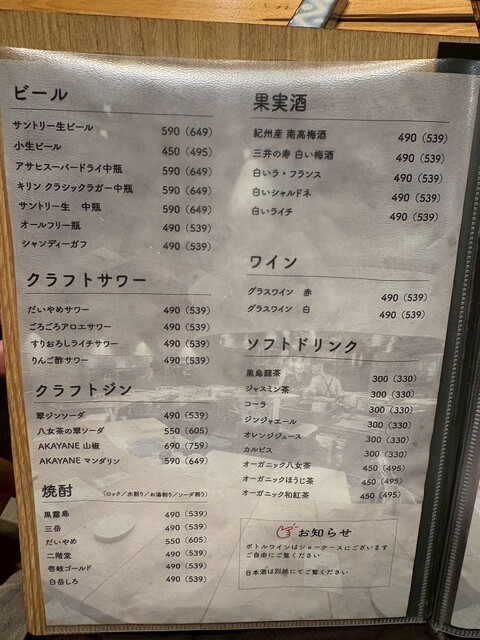 ビール
サントリー生ビール 590（649）
小生ビール 450（495）
アサヒスーパードライ中瓶 590（649）
キリン クラシックラガー中瓶 590（649）
サントリー生 中瓶 590（649）
オールフリー瓶 490（539）
シャンディーガフ 490（539）
クラフトサワー
だいやめサワー 490（539）
ごろごろアロエサワー 490（539）
すりおろしライチサワー 490（539）
りんご酢サワー 490（539）
クラフトジン
翠ジンソーダ 490（539）
八女茶の翠ソーダ 550（605）
AKAYANE 山椒 690（759）
AKAYANE マンダリン 590（649）
焼酎 （ロック／水割り／お湯割り／ソーダ割り）
黒霧島 490（539）
三岳 490（539）
だいやめ 550（605）
二階堂 490（539）
壱岐ゴールド 490（539）
白岳しろ 490（539）
果実酒
紀州産 南高梅酒 490（539）
三井の寿 白い梅酒 490（539）
白いラ・フランス 490（539）
白いシャルドネ 490（539）
白いライチ 490（539）
ワイン
グラスワイン 赤 490（539）
グラスワイン 白 490（539）
ソフトドリンク
黒烏龍茶 300（330）
ジャスミン茶 300（330）
コーラ 300（330）
ジンジャエール 300（330）
オレンジジュース 300（330）
カルピス 300（330）
オーガニック八女茶 450（495）
オーガニックほうじ茶 450（495）
オーガニック和紅茶 450（495）
お知らせ
ボトルワインはショーケースにございます
ご自由にご覧ください
日本酒は別紙にてご覧ください